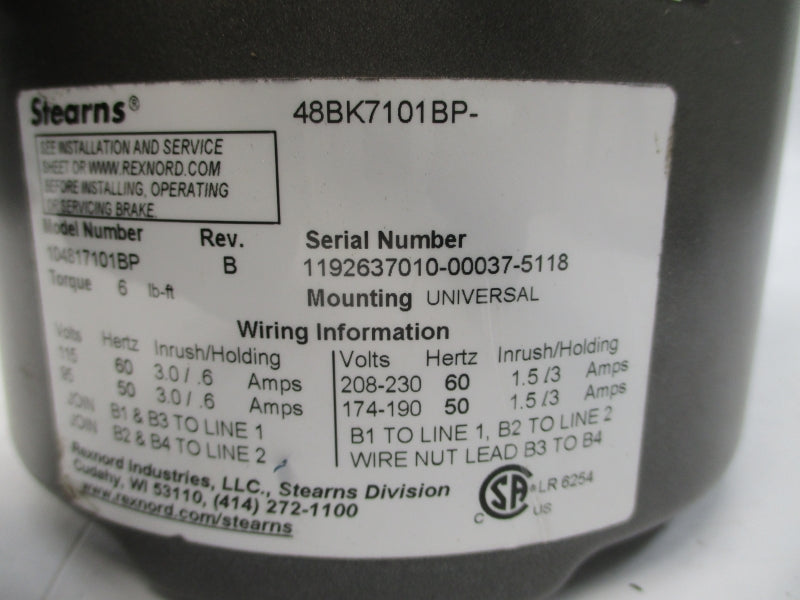 Stearns® 48BK7101BP-
SEE INSTALLATION AND SERVICE
SHEET OR WWW.REXNORD.COM
BEFORE INSTALLING, OPERATING
OR SERVICING BRAKE.
Model Number Rev. Serial Number
104817101BP B 1192637010-00037-5118
Torque 6 lb-ft Mounting UNIVERSAL
Wiring Information
Volts Hertz Inrush/Holding
115 60 3.0 / .6 Amps
95 50 3.0 / .6 Amps
JOIN B1 & B3 TO LINE 1
JOIN B2 & B4 TO LINE 2
Volts Hertz Inrush/Holding
208-230 60 1.5 /3 Amps
174-190 50 1.5 /3 Amps
B1 TO LINE 1, B2 TO LINE 2
WIRE NUT LEAD B3 TO B4
Rexnord Industries, LLC., Stearns Division
Cudahy, WI 53110, (414) 272-1100
www.rexnord.com/stearns
SA® LR 6254
C US